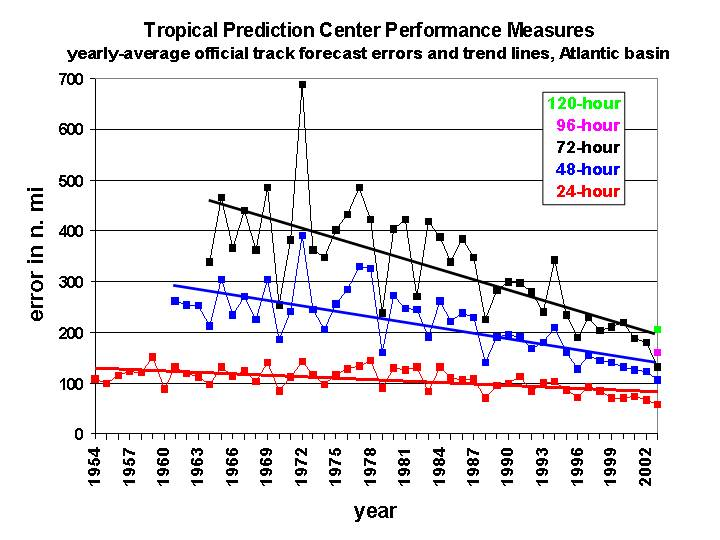 Tropical Prediction Center Performance Measures
yearly-average official track forecast errors and trend lines, Atlantic basin
700
600
500
400
300
200
100
0
error in n. mi
120-hour
96-hour
72-hour
48-hour
24-hour
1954
1957
1960
1963
1966
1969
1972
1975
1978
1981
1984
1987
1990
1993
1996
1999
2002
year